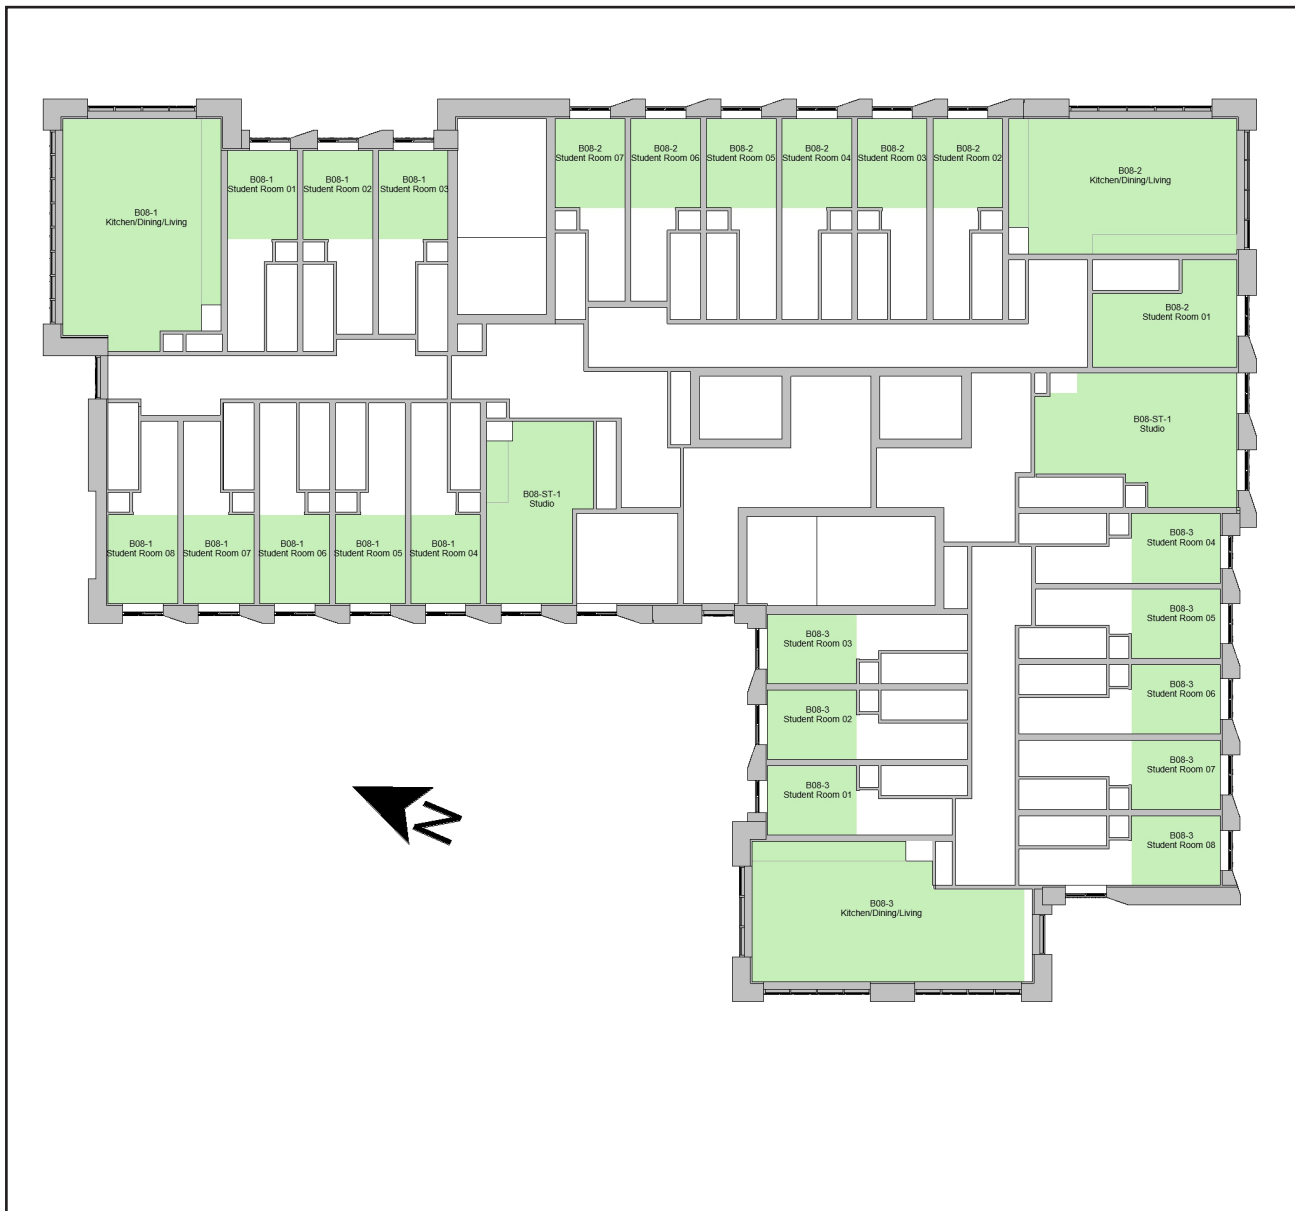 B08-2
Student Room 07
B08-2
Student Room 06
B08-2
Student Room 05
B08-2
Student Room 04
B08-2
Student Room 03
B08-2
Student Room 02
B08-2
Kitchen/Dining/Living
B08-1
Student Room 01
B08-1
Student Room 02
B08-1
Student Room 03
B08-1
Kitchen/Dining/Living
B08-2
Student Room 01
B08-ST-1
Studio
B08-ST-1
Studio
B08-1
Student Room 08
B08-1
Student Room 07
B08-1
Student Room 06
B08-1
Student Room 05
B08-1
Student Room 04
B08-3
Student Room 04
B08-3
Student Room 05
B08-3
Student Room 03
B08-3
Student Room 06
B08-3
Student Room 02
B08-3
Student Room 07
B08-3
Student Room 01
B08-3
Student Room 08
N
B08-3
Kitchen/Dining/Living